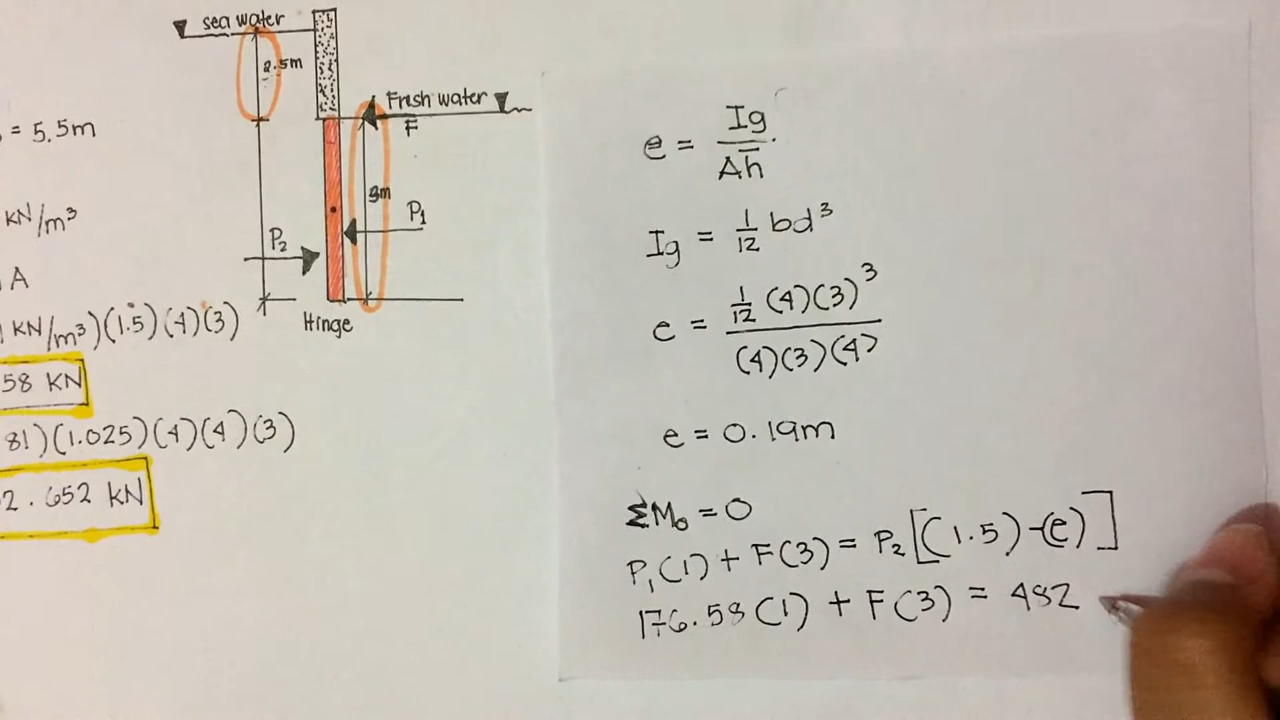 sea water
2.5m
Fresh water
F
3m
P₁
P₂
Hinge
= 5.5m
KN/m³
A
KN/m³)(1.5)(4)(3)
58 KN
81)(1.025)(4)(4)(3)
2.652 KN
e = Ig / Ah̄
Ig = 1/12 bd³
e = 1/12 (4)(3)³ / (4)(3)(4)
e = 0.19m
ΣM₀ = 0
P₁(1) + F(3) = P₂[(1.5)-(e)]
176.58(1) + F(3) = 482